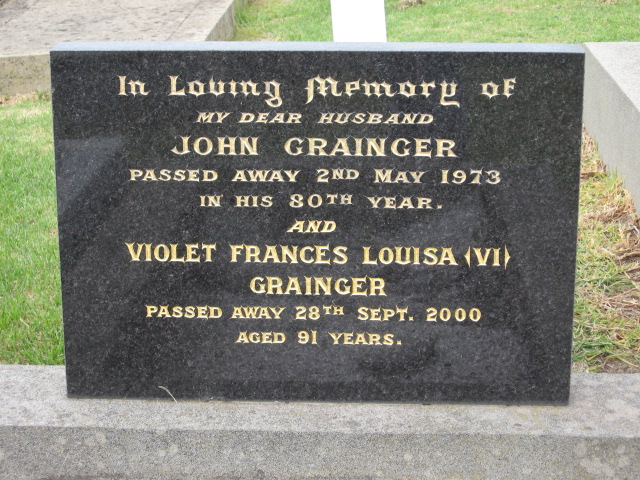 In Loving Memory of
MY DEAR HUSBAND
JOHN GRAINGER
PASSED AWAY 2ND MAY 1973
IN HIS 80TH YEAR.
AND
VIOLET FRANCES LOUISA (VI)
GRAINGER
PASSED AWAY 28TH SEPT. 2000
AGED 91 YEARS.